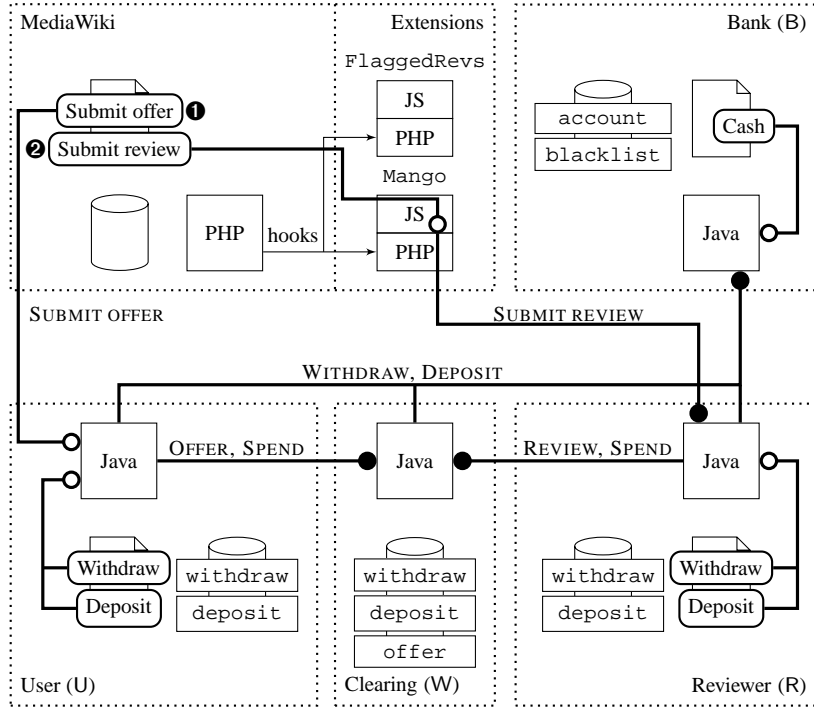 MediaWiki
Extensions
Bank (B)
FlaggedRevs
JS
PHP
Submit offer ❶
❷ Submit review
account
blacklist
Cash
Mango
JS
PHP
PHP
hooks
Java
SUBMIT OFFER
SUBMIT REVIEW
WITHDRAW, DEPOSIT
Java
OFFER, SPEND
Java
REVIEW, SPEND
Java
Withdraw
Deposit
withdraw
deposit
withdraw
deposit
offer
withdraw
deposit
Withdraw
Deposit
User (U)
Clearing (W)
Reviewer (R)